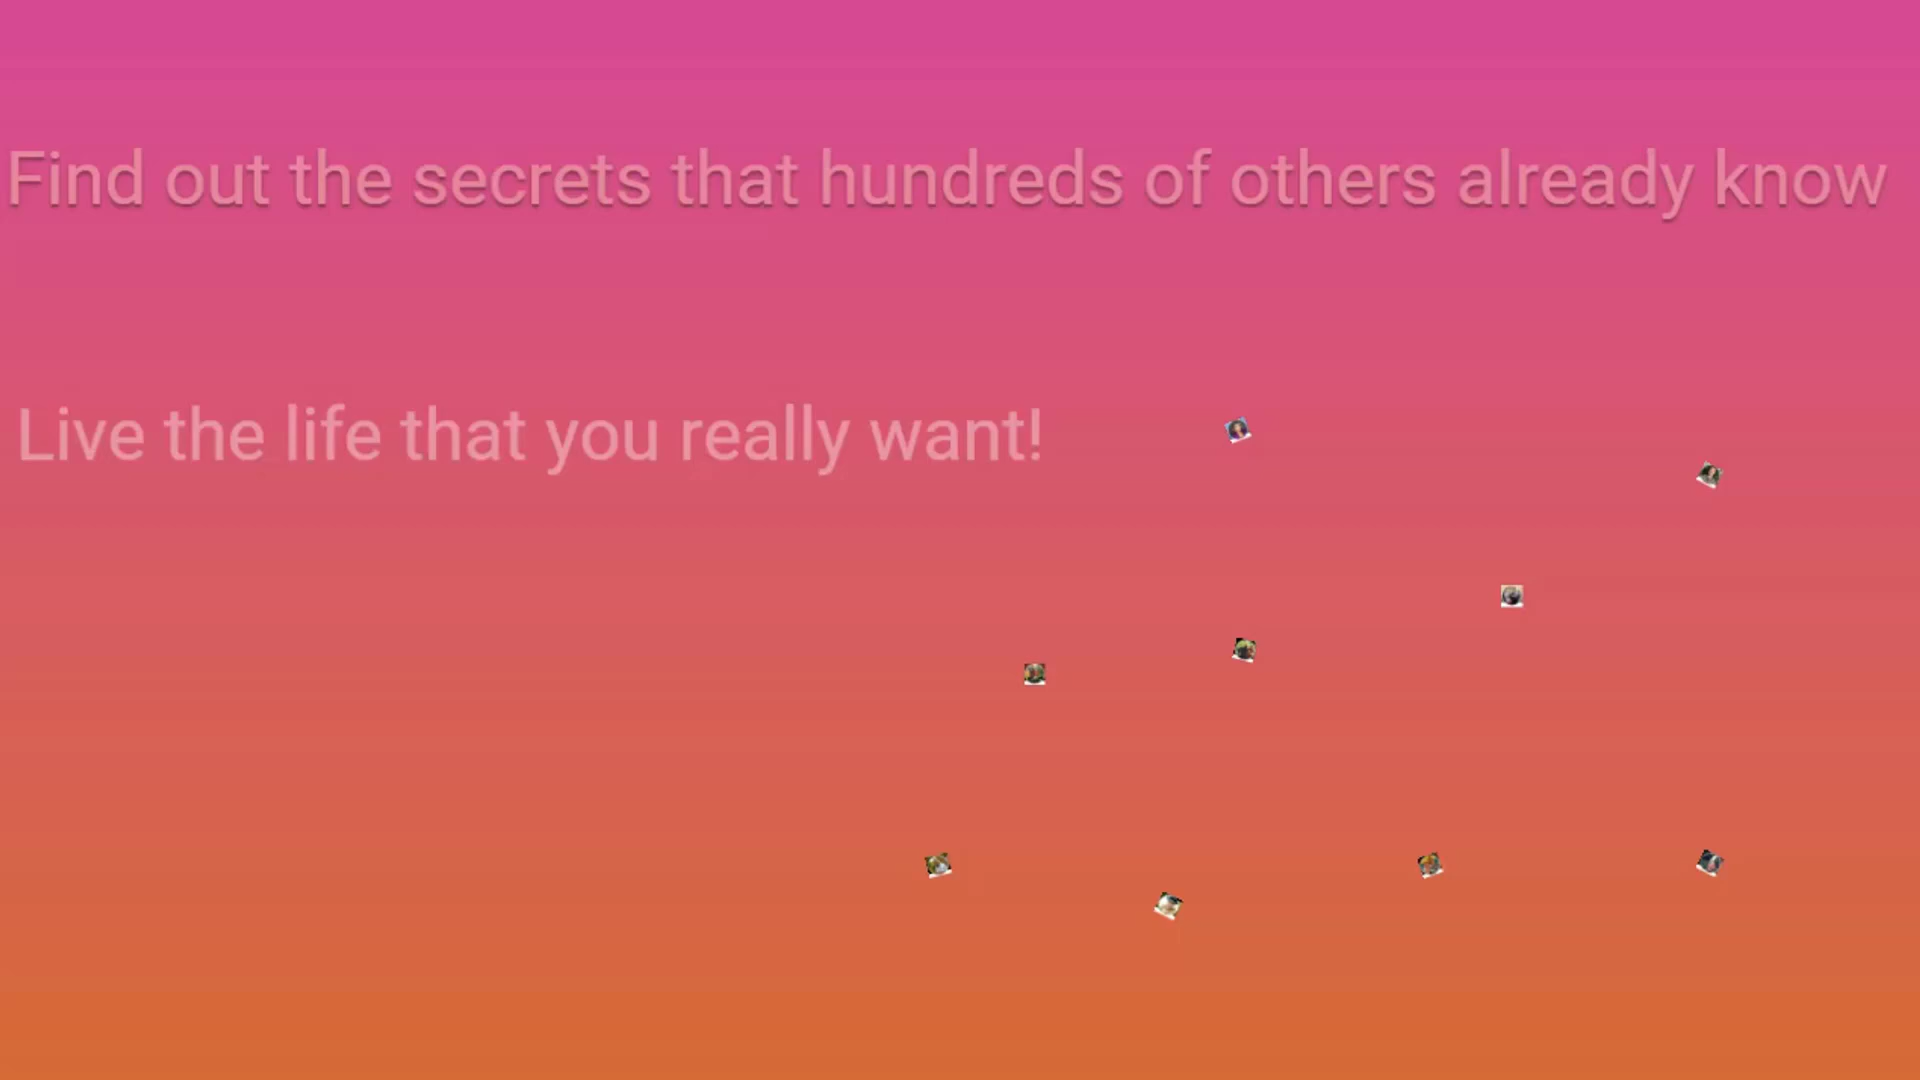 Find out the secrets that hundreds of others already know
Live the life that you really want!